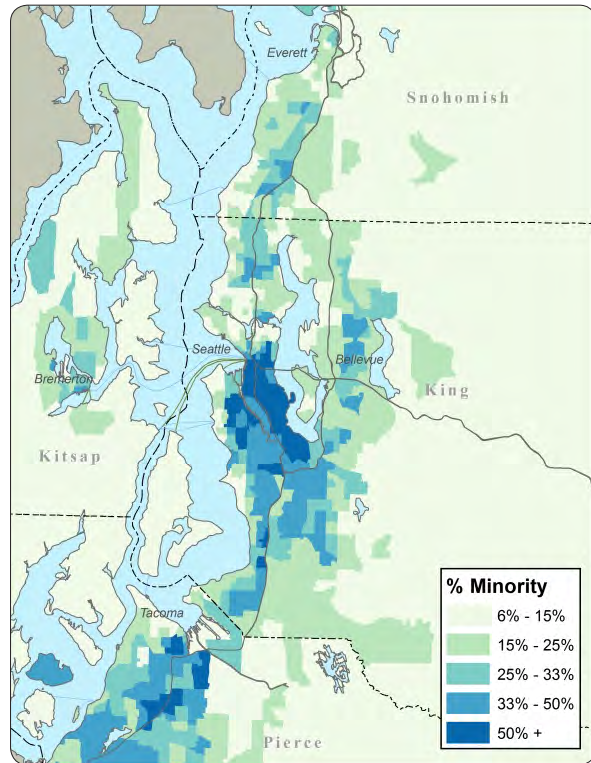 Everett
Snohomish
Seattle
Bellevue
Bremerton
King
Kitsap
Tacoma
Pierce
% Minority
6% - 15%
15% - 25%
25% - 33%
33% - 50%
50% +